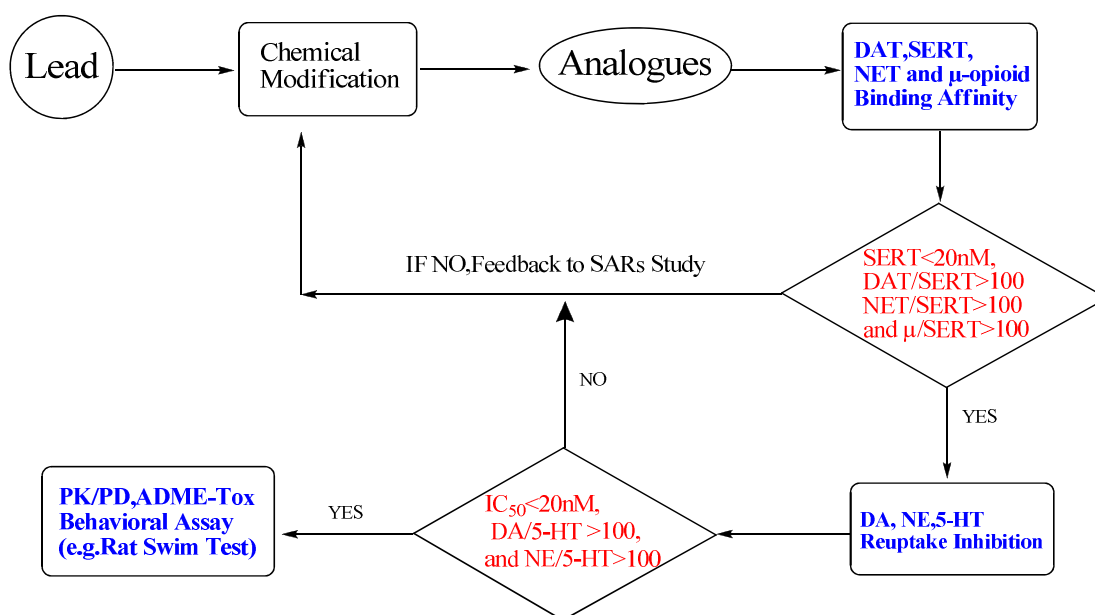 Lead
Chemical
Modification
Analogues
DAT,SERT,
NET and μ-opioid
Binding Affinity
SERT<20nM,
DAT/SERT>100
NET/SERT>100
and μ/SERT>100
IF NO,Feedback to SARs Study
NO
YES
DA, NE,5-HT
Reuptake Inhibition
IC50<20nM,
DA/5-HT >100,
and NE/5-HT>100
YES
PK/PD,ADME-Tox
Behavioral Assay
(e.g.Rat Swim Test)